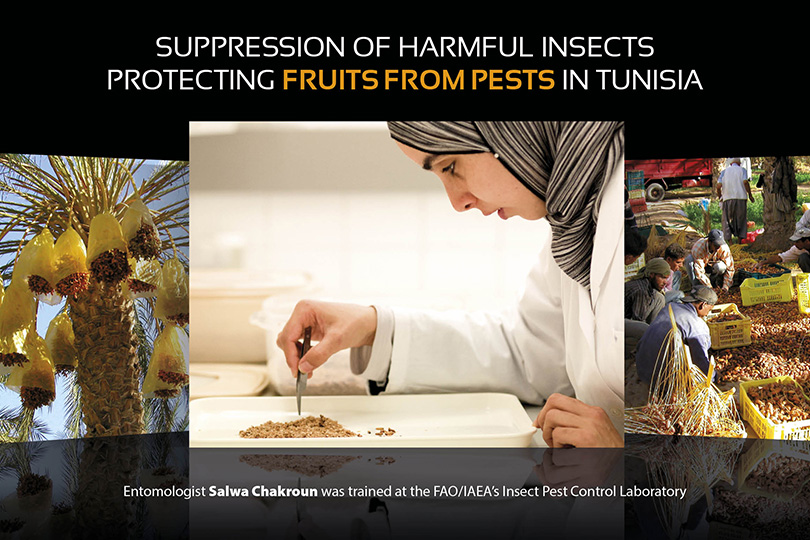 SUPPRESSION OF HARMFUL INSECTS
PROTECTING FRUITS FROM PESTS IN TUNISIA
Entomologist Salwa Chakroun was trained at the FAO/IAEA's Insect Pest Control Laboratory